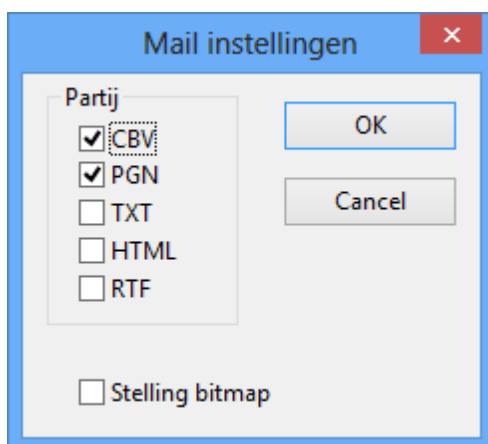 Mail instellingen
Partij
CBV
PGN
TXT
HTML
RTF
OK
Cancel
Stelling bitmap